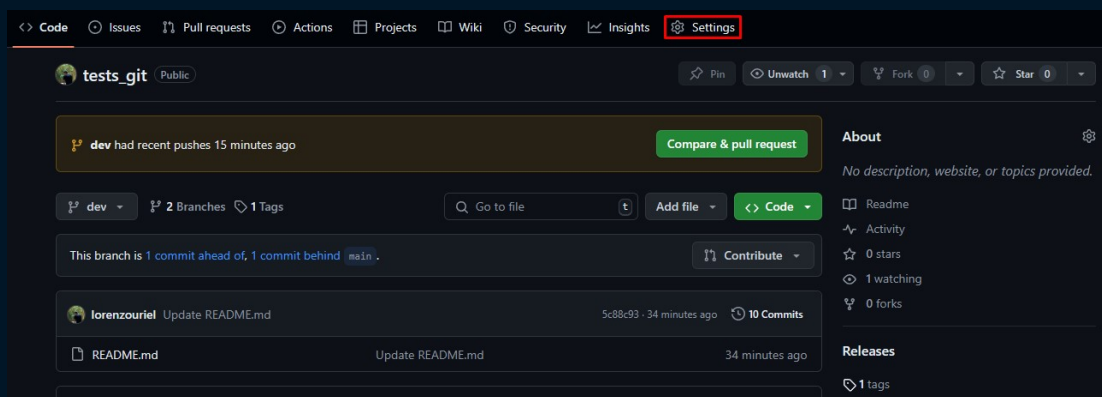 <> Code Issues Pull requests Actions Projects Wiki Security Insights Settings
tests_git Public Pin Unwatch 1 Fork 0 Star 0
dev had recent pushes 15 minutes ago Compare & pull request
dev 2 Branches 1 Tags Go to file t Add file <> Code
This branch is 1 commit ahead of, 1 commit behind main . Contribute
lorenzouriel Update README.md 5c88c93 · 34 minutes ago 10 Commits
README.md Update README.md 34 minutes ago
About
No description, website, or topics provided.
Readme
Activity
0 stars
1 watching
0 forks
Releases
1 tags